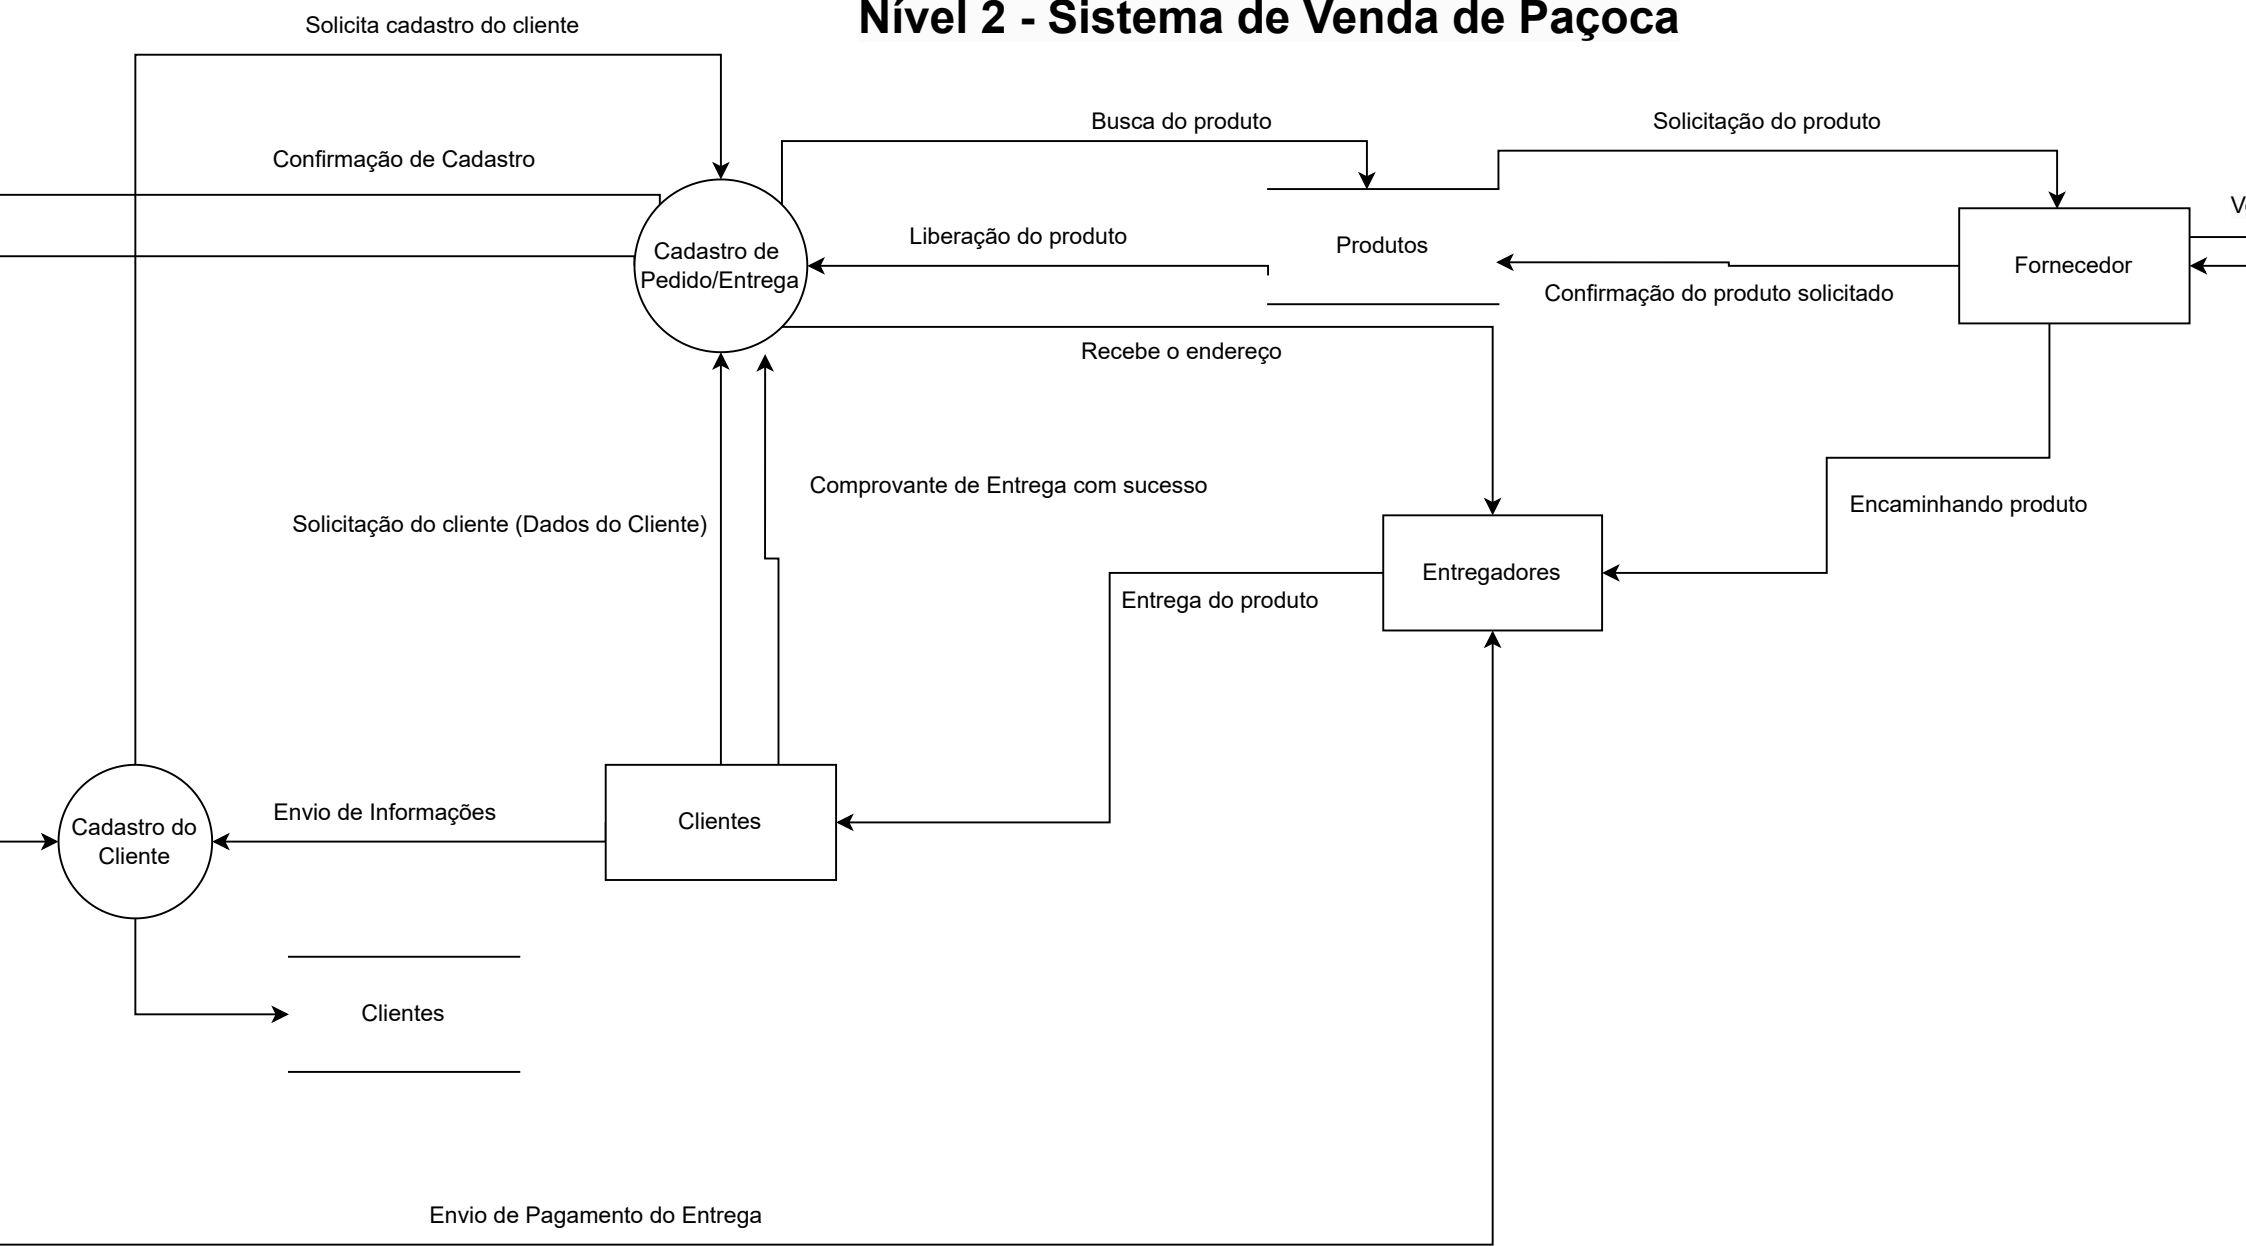 Nível 2 - Sistema de Venda de Paçoca
Solicita cadastro do cliente
Busca do produto
Solicitação do produto
Confirmação de Cadastro
Liberação do produto
Produtos
Cadastro de
Pedido/Entrega
Fornecedor
Confirmação do produto solicitado
Recebe o endereço
Comprovante de Entrega com sucesso
Solicitação do cliente (Dados do Cliente)
Encaminhando produto
Entregadores
Entrega do produto
Envio de Informações
Clientes
Cadastro do
Cliente
Clientes
Envio de Pagamento do Entrega